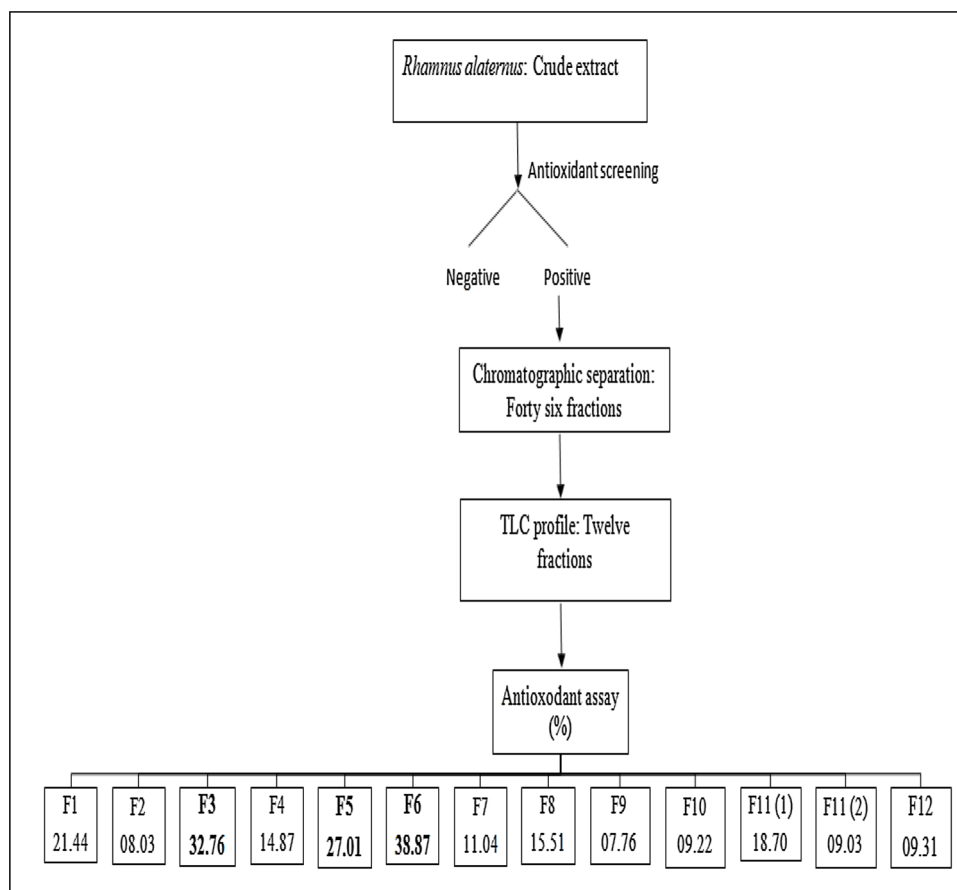 Rhamnus alaternus: Crude extract
Antioxidant screening
Negative
Positive
Chromatographic separation:
Forty six fractions
TLC profile: Twelve
fractions
Antioxodant assay
(%)
F1
21.44
F2
08.03
F3
32.76
F4
14.87
F5
27.01
F6
38.87
F7
11.04
F8
15.51
F9
07.76
F10
09.22
F11 (1)
18.70
F11 (2)
09.03
F12
09.31